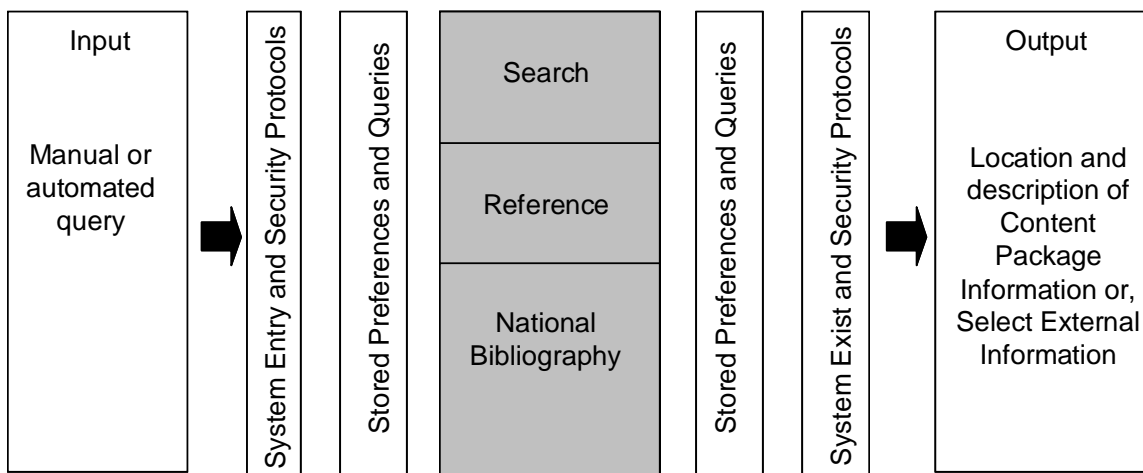 Input
Manual or
automated
query
System Entry and Security Protocols
Stored Preferences and Queries
Search
Reference
National
Bibliography
Stored Preferences and Queries
System Exist and Security Protocols
Output
Location and
description of
Content
Package
Information or,
Select External
Information